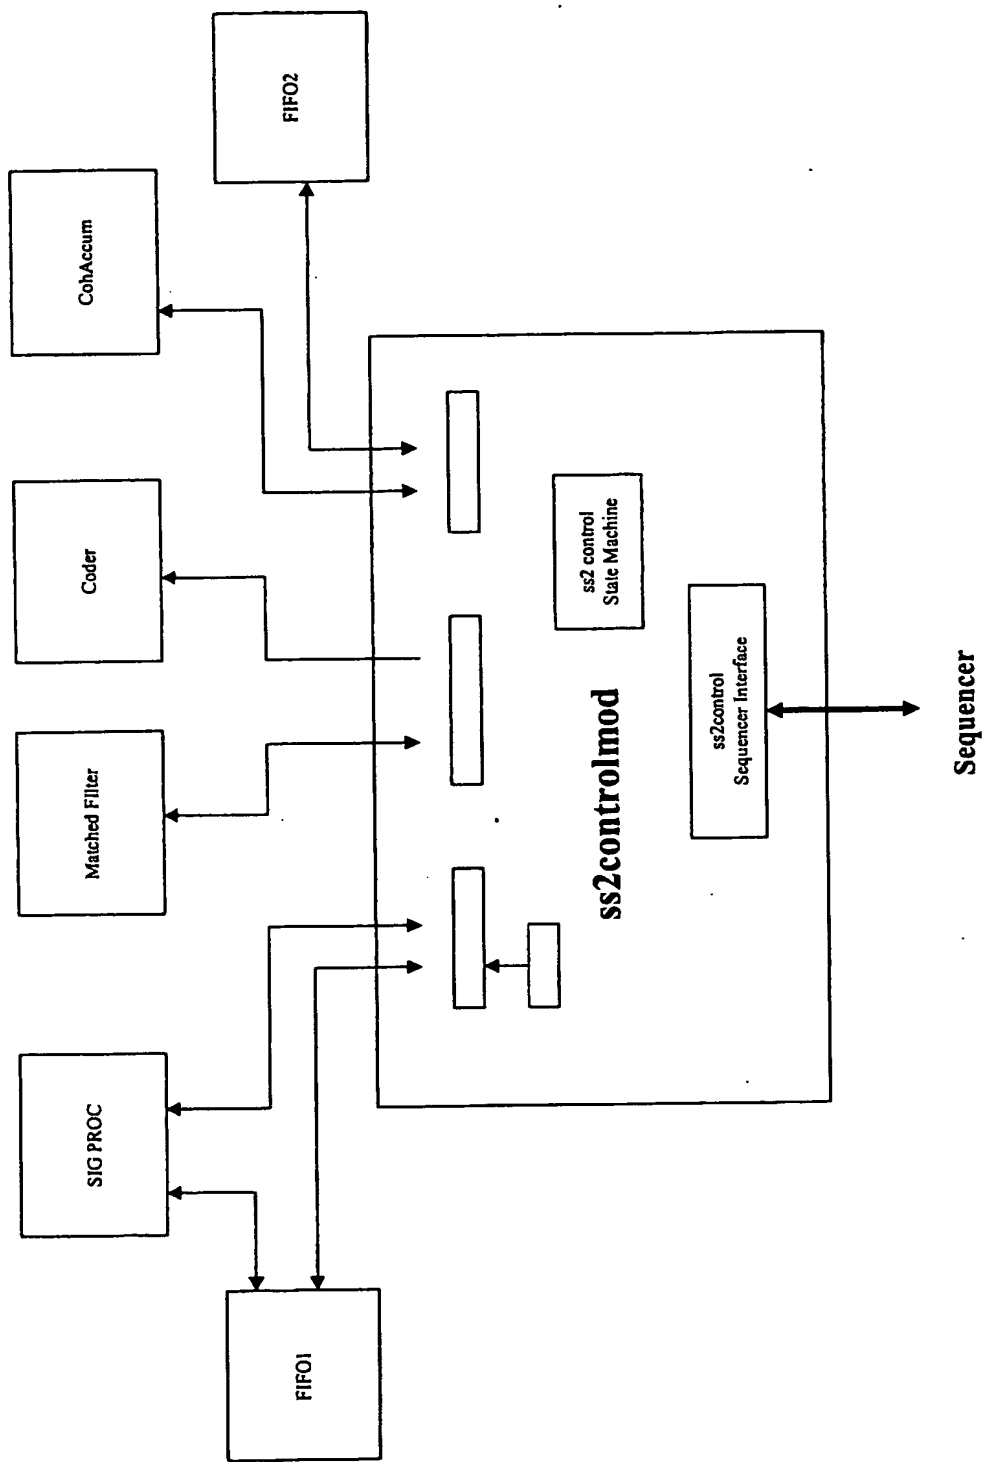 FIFO1
SIG PROC
Matched Filter
Coder
CohAccum
FIFO2
ss2controlmod
ss2 control
State Machine
ss2control
Sequencer Interface
Sequencer